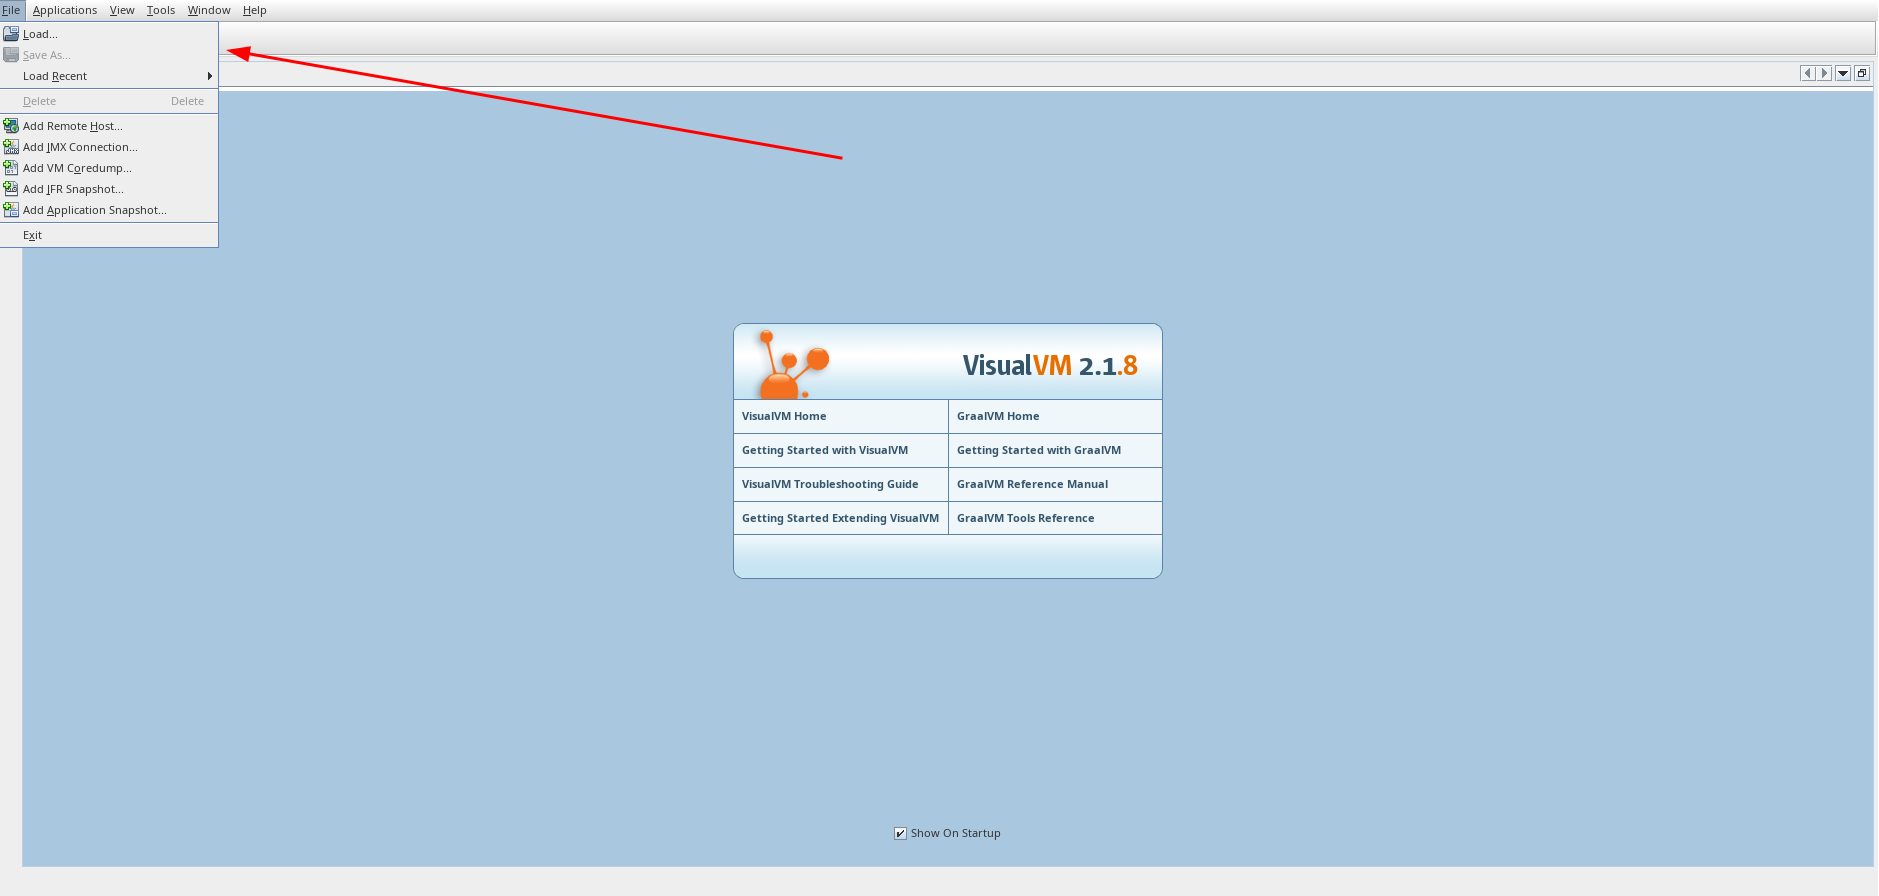 File Applications View Tools Window Help
Load...
Save As...
Load Recent
Delete Delete
Add Remote Host...
Add JMX Connection...
Add VM Coredump...
Add JFR Snapshot...
Add Application Snapshot...
Exit
VisualVM 2.1.8
VisualVM Home GraalVM Home
Getting Started with VisualVM Getting Started with GraalVM
VisualVM Troubleshooting Guide GraalVM Reference Manual
Getting Started Extending VisualVM GraalVM Tools Reference
Show On Startup